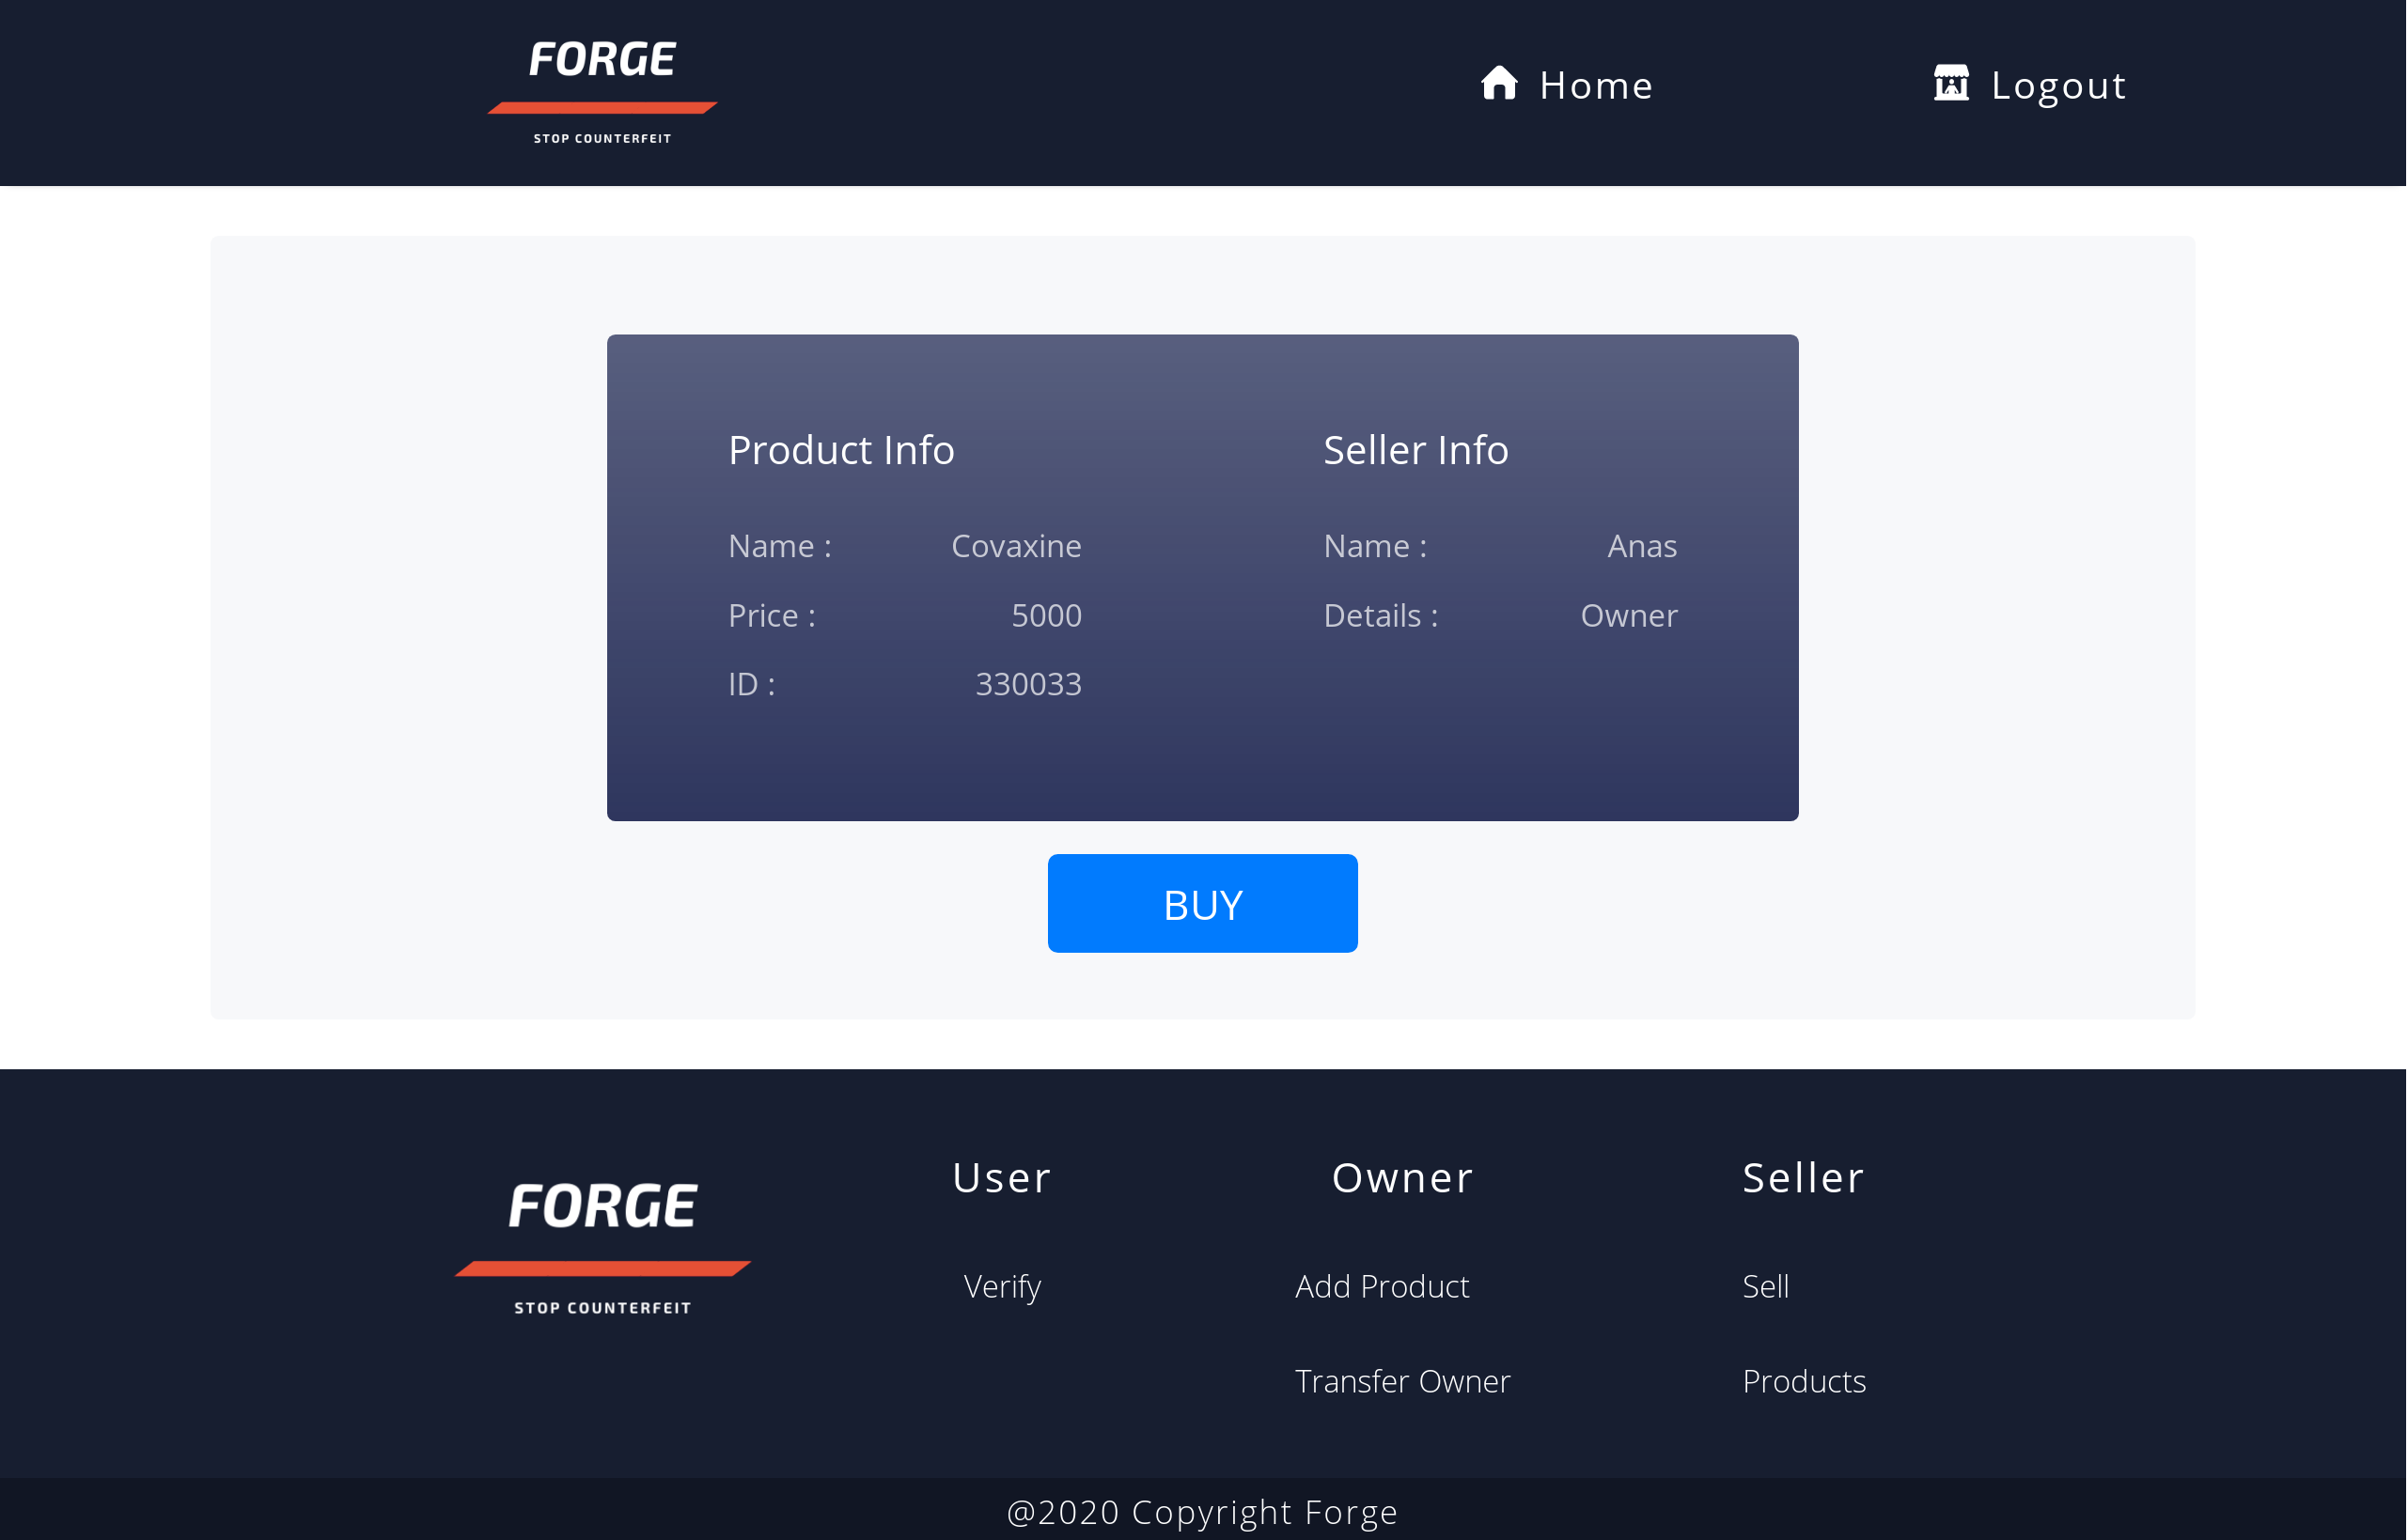 FORGE
STOP COUNTERFEIT
Home
Logout
Product Info
Name : Covaxine
Price : 5000
ID : 330033
Seller Info
Name : Anas
Details : Owner
BUY
FORGE
STOP COUNTERFEIT
User
Verify
Owner
Add Product
Transfer Owner
Seller
Sell
Products
@2020 Copyright Forge